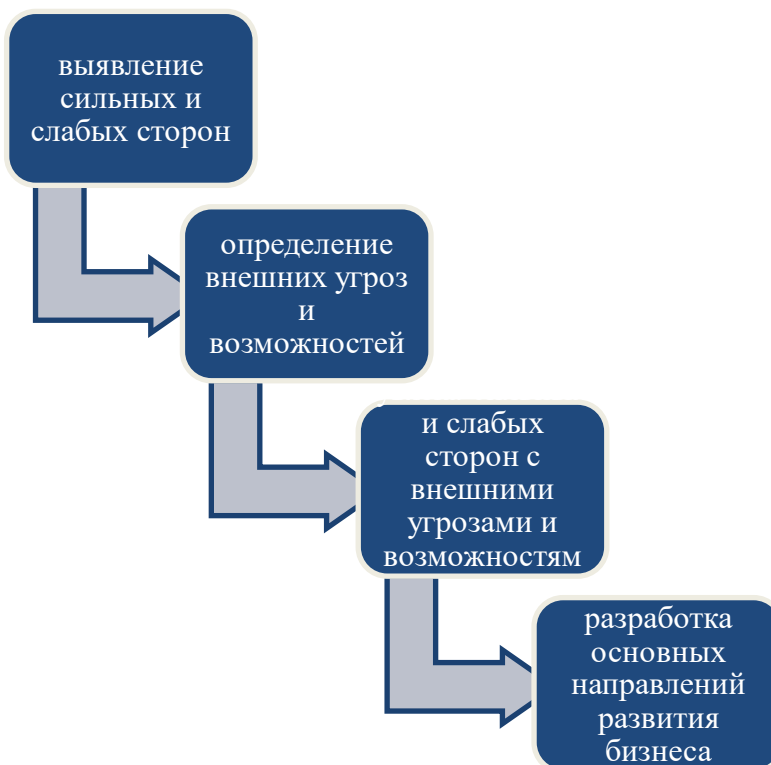 выявление
сильных и
слабых сторон
определение
внешних угроз
и
возможностей
и слабых
сторон с
внешними
угрозами и
возможностям
разработка
основных
направлений
развития
бизнеса